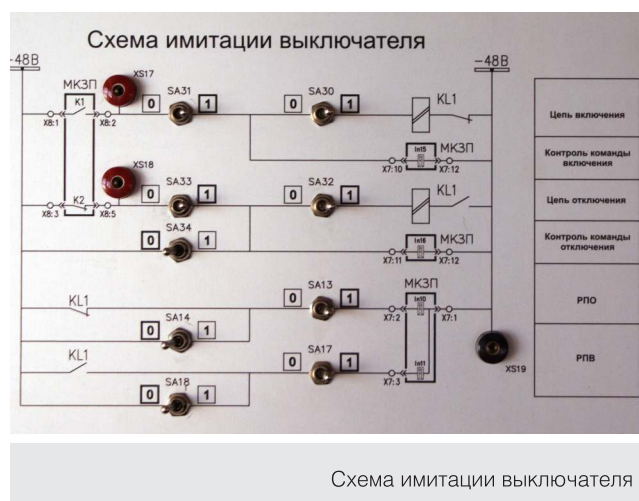 Схема имитации выключателя
-48В
-48В
МКЗП
XS17
SA31
SA30
KL1
K1
0
1
0
1
X8:1
X8:2
Цепь включения
In15
МКЗП
X7:10
X7:12
Контроль команды
включения
XS18
SA33
SA32
KL1
K2
0
1
0
1
X8:3
X8:5
Цепь отключения
SA34
0
1
In16
МКЗП
X7:11
X7:12
Контроль команды
отключения
KL1
SA13
МКЗП
0
1
In10
X7:2
X7:1
РПО
SA14
0
1
KL1
SA17
0
1
In11
X7:3
XS19
РПВ
SA18
0
1
Схема имитации выключателя